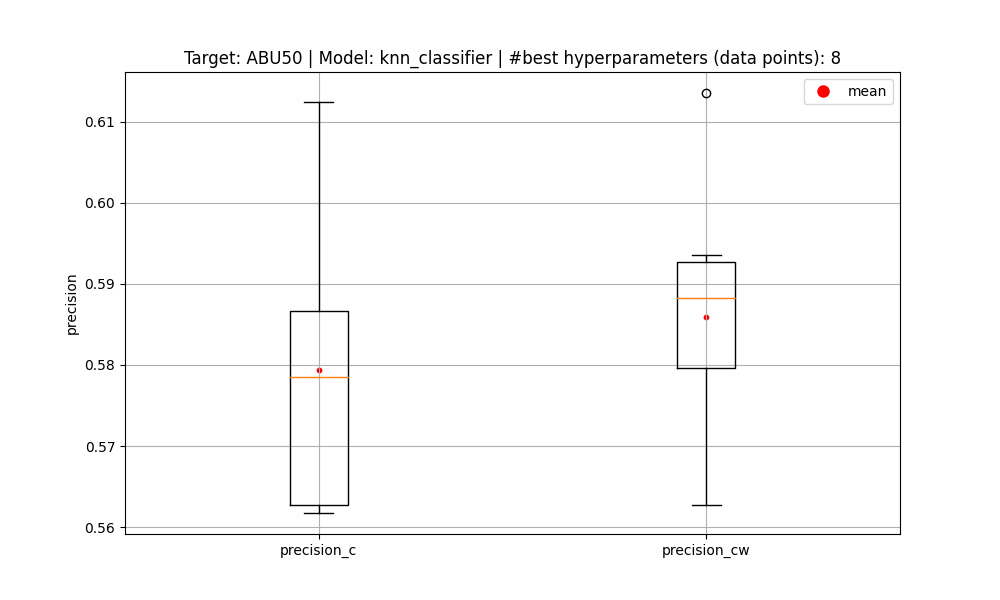 Target: ABU50 | Model: knn_classifier | #best hyperparameters (data points): 8
mean
0.61
0.60
0.59
0.58
0.57
0.56
precision
precision_c
precision_cw